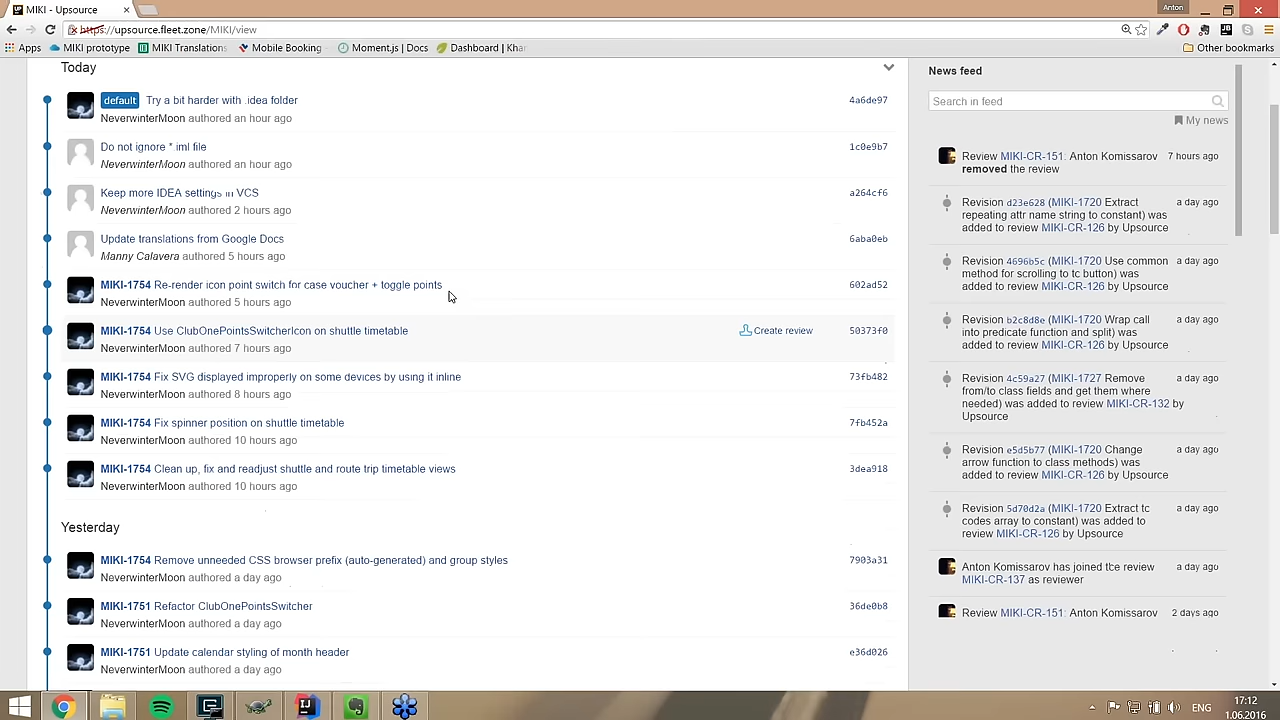 MIKI - Upsource
Anton
https://upsource.fleet.zone/MIKI/view
Apps MIKI prototype MIKI Translations Mobile Booking Moment.js | Docs Dashboard | Khan Other bookmarks
Today
default Try a bit harder with .idea folder 4a6de97
NeverwinterMoon authored an hour ago
Do not ignore *.iml file 1c0e9b7
NeverwinterMoon authored an hour ago
Keep more IDEA settings in VCS a264cf6
NeverwinterMoon authored 2 hours ago
Update translations from Google Docs 6aba0eb
Manny Calavera authored 5 hours ago
MIKI-1754 Re-render icon point switch for case voucher + toggle points 602ad52
NeverwinterMoon authored 5 hours ago
MIKI-1754 Use ClubOnePointsSwitcherIcon on shuttle timetable Create review 50373f0
NeverwinterMoon authored 7 hours ago
MIKI-1754 Fix SVG displayed improperly on some devices by using it inline 73fb482
NeverwinterMoon authored 8 hours ago
MIKI-1754 Fix spinner position on shuttle timetable 7fb452a
NeverwinterMoon authored 10 hours ago
MIKI-1754 Clean up, fix and readjust shuttle and route trip timetable views 3dea918
NeverwinterMoon authored 10 hours ago
Yesterday
MIKI-1754 Remove unneeded CSS browser prefix (auto-generated) and group styles 7903a31
NeverwinterMoon authored a day ago
MIKI-1751 Refactor ClubOnePointsSwitcher 36de0b8
NeverwinterMoon authored a day ago
MIKI-1751 Update calendar styling of month header e36d026
NeverwinterMoon authored a day ago
News feed
Search in feed
My news
Review MIKI-CR-151: Anton Komissarov 7 hours ago
removed the review
Revision d23e628 (MIKI-1720 Extract a day ago
repeating attr name string to constant) was
added to review MIKI-CR-126 by Upsource
Revision 4696b5c (MIKI-1720 Use common a day ago
method for scrolling to tc button) was
added to review MIKI-CR-126 by Upsource
Revision b2c8d8e (MIKI-1720 Wrap call a day ago
into predicate function and split) was
added to review MIKI-CR-126 by Upsource
Revision 4c59a27 (MIKI-1727 Remove a day ago
from/to class fields and get them where
needed) was added to review MIKI-CR-132 by
Upsource
Revision e5d5b77 (MIKI-1720 Change a day ago
arrow function to class methods) was
added to review MIKI-CR-126 by Upsource
Revision 5d70d2a (MIKI-1720 Extract tc a day ago
codes array to constant) was added to
review MIKI-CR-126 by Upsource
Anton Komissarov has joined tce review a day ago
MIKI-CR-137 as reviewer
Review MIKI-CR-151: Anton Komissarov 2 days ago
ENG
17:12
1.06.2016